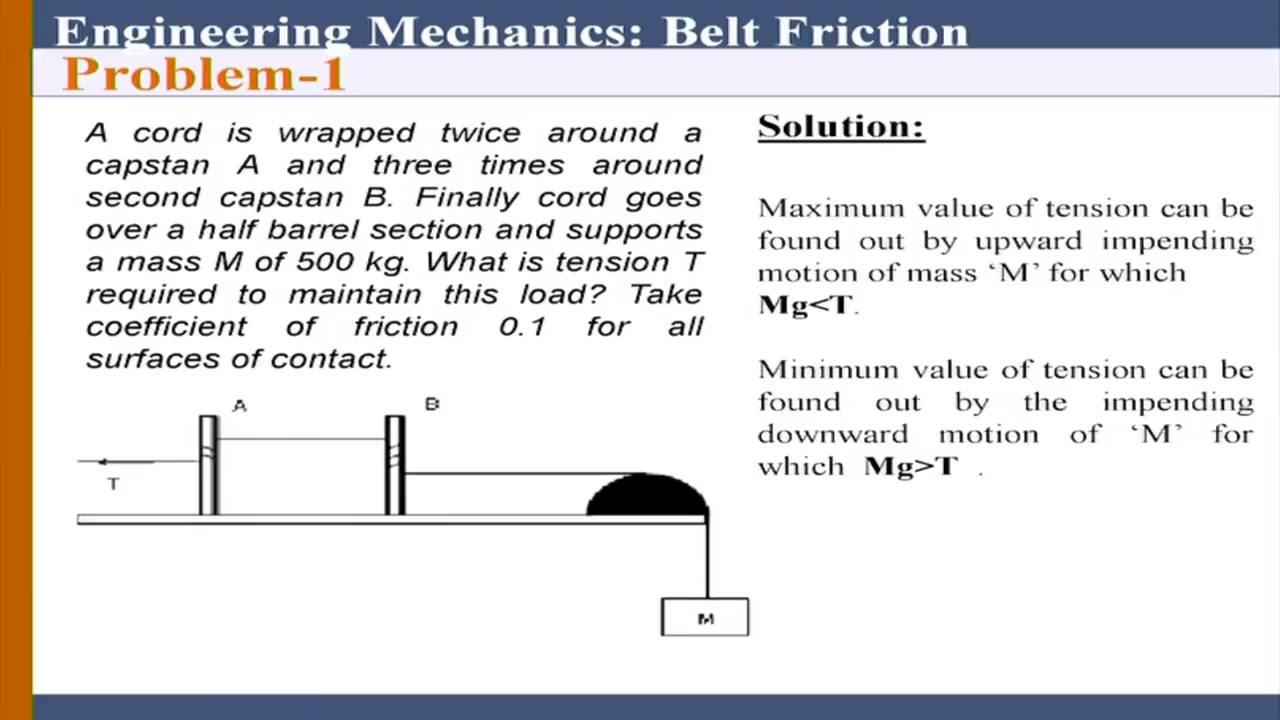 Engineering Mechanics: Belt Friction
Problem-1
A cord is wrapped twice around a
capstan A and three times around
second capstan B. Finally cord goes
over a half barrel section and supports
a mass M of 500 kg. What is tension T
required to maintain this load? Take
coefficient of friction 0.1 for all
surfaces of contact.
A
B
T
M
Solution:
Maximum value of tension can be
found out by upward impending
motion of mass ‘M’ for which
Mg<T.
Minimum value of tension can be
found out by the impending
downward motion of ‘M’ for
which Mg>T .